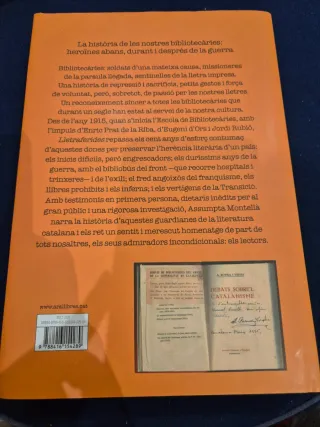 La història de les nostres bibliotecàries:
heroïnes abans, durant i després de la guerra
Bibliotecàries: soldats d'una mateixa causa, missioneres
de la paraula llegada, sentinelles de la lletra impresa.
Una història de repressió i sacrifici, petits gestos i força
de voluntat, però, sobretot, de passió per les nostres lletres.
Un reconeixement sincer a totes les bibliotecàries que
durant un segle han estat al servei de la nostra cultura.
Des de l'any 1915, quan s'inicia l'Escola de Bibliotecàries, amb
l'impuls d'Enric Prat de la Riba, d'Eugeni d'Ors i Jordi Rubió,
Lletraferides repassa els cent anys d'esforç contumaç
d'aquestes dones per preservar l'herència literària d'un país:
els inicis difícils, però engrescadors; els duríssims anys de la
guerra, amb el bibliobús del front —que recorre hospitals i
trinxeres— i de l'exili; el fred angoixós del franquisme, els
llibres prohibits i els inferns; i els vertígens de la Transició.
Amb testimonis en primera persona, dietaris inèdits per al
gran públic i una rigorosa investigació, Assumpta Montellà
narra la història d'aquestes guardianes de la literatura
catalana i els ret un sentit i merescut homenatge de part de
tots nosaltres, els seus admiradors incondicionals: els lectors.
www.arallibres.cat
DEBATS SOBRE EL
CATALANISME